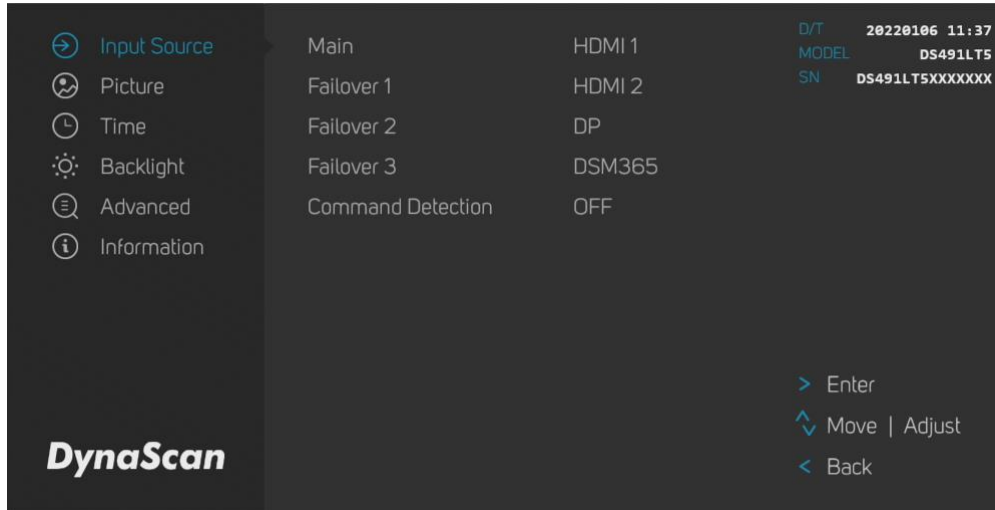 Input Source
Picture
Time
Backlight
Advanced
Information
DynaScan
Main HDMI 1
Failover 1 HDMI 2
Failover 2 DP
Failover 3 DSM365
Command Detection OFF
D/T 20220106 11:37
MODEL DS491LT5
SN DS491LT5XXXXXXX
> Enter
Move | Adjust
< Back